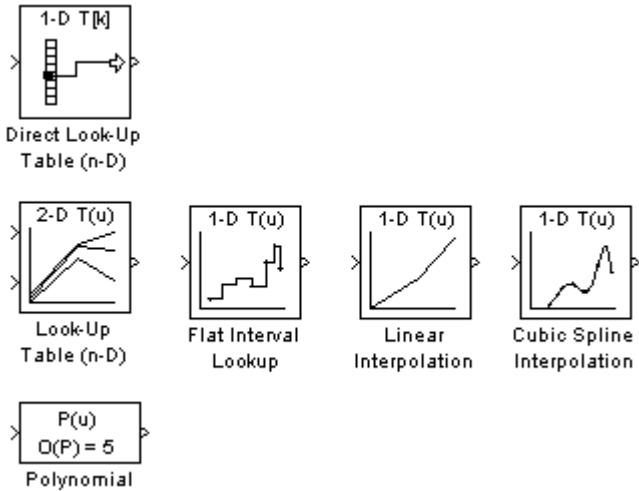 1-D T[k]
Direct Look-Up
Table (n-D)
2-D T(u)
Look-Up
Table (n-D)
1-D T(u)
Flat Interval
Lookup
1-D T(u)
Linear
Interpolation
1-D T(u)
Cubic Spline
Interpolation
P(u)
O(P) = 5
Polynomial